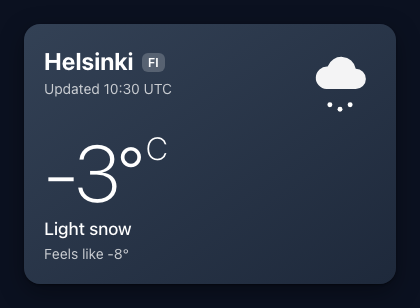 Helsinki FI
Updated 10:30 UTC
-3°C
Light snow
Feels like -8°